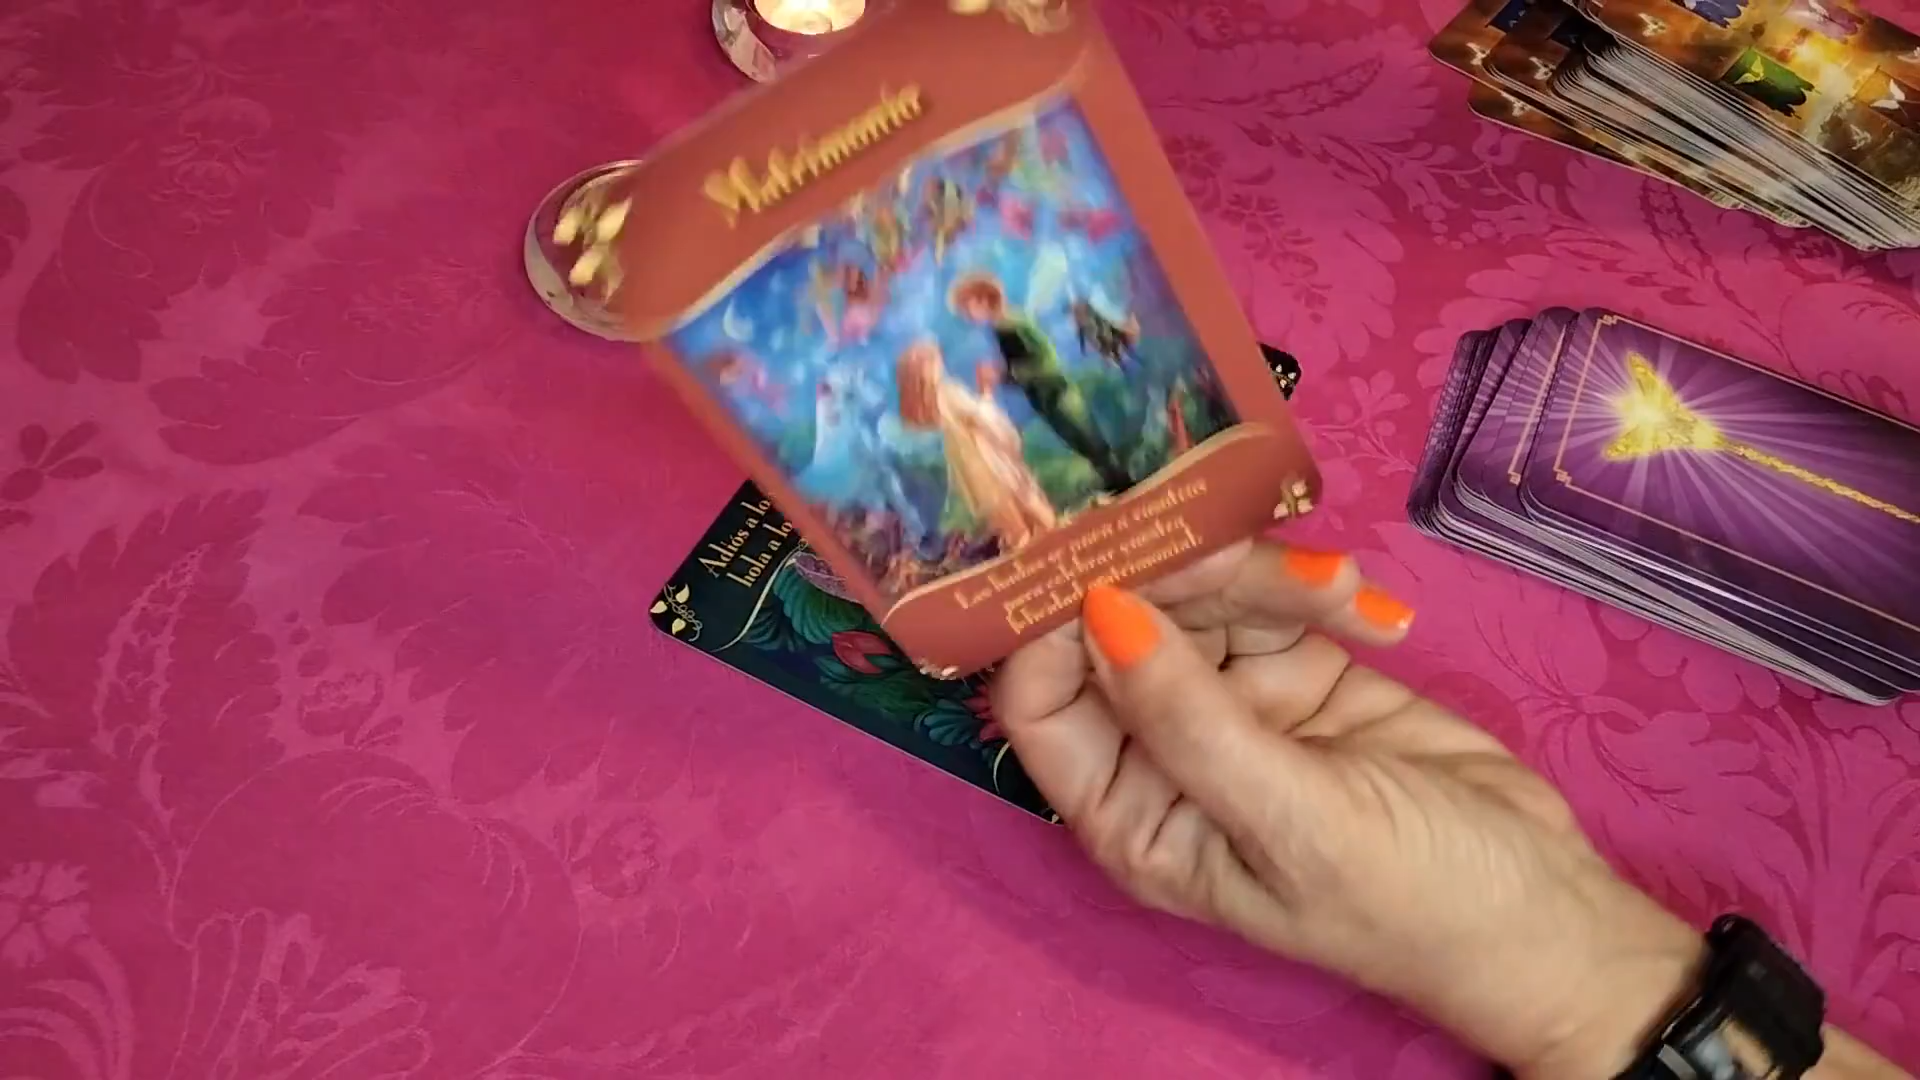 Matrimonio
Las hadas se unen a vosotros
para celebrar vuestra
felicidad matrimonial.
Adiós a lo
hola a lo